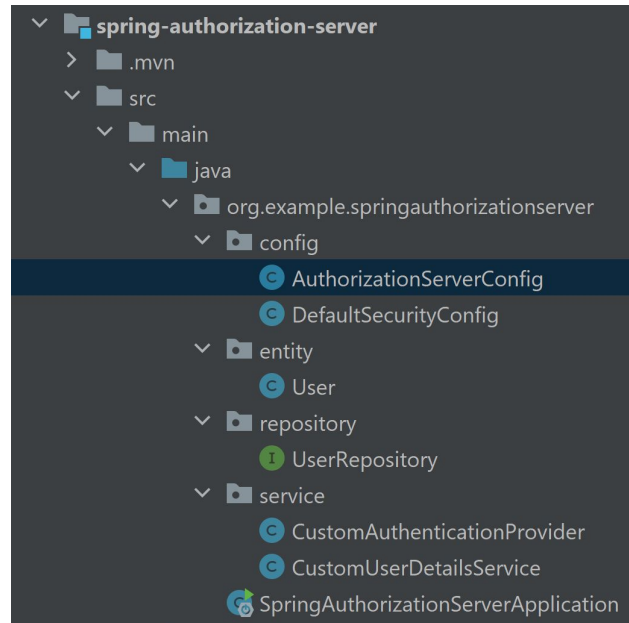 spring-authorization-server
.mvn
src
main
java
org.example.springauthorizationserver
config
C AuthorizationServerConfig
C DefaultSecurityConfig
entity
C User
repository
I UserRepository
service
C CustomAuthenticationProvider
C CustomUserDetailsService
SpringAuthorizationServerApplication